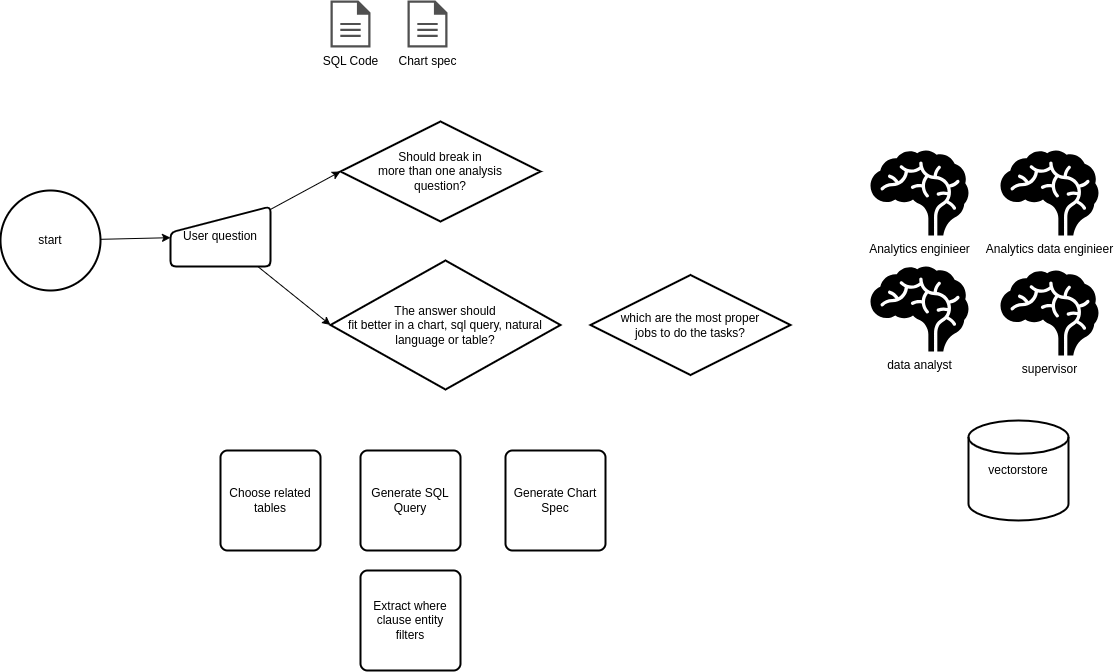 SQL Code
Chart spec
Should break in
more than one analysis
question?
start
User question
The answer should
fit better in a chart, sql query, natural
language or table?
which are the most proper
jobs to do the tasks?
Analytics enginieer
Analytics data enginieer
data analyst
supervisor
vectorstore
Choose related
tables
Generate SQL
Query
Generate Chart
Spec
Extract where
clause entity
filters